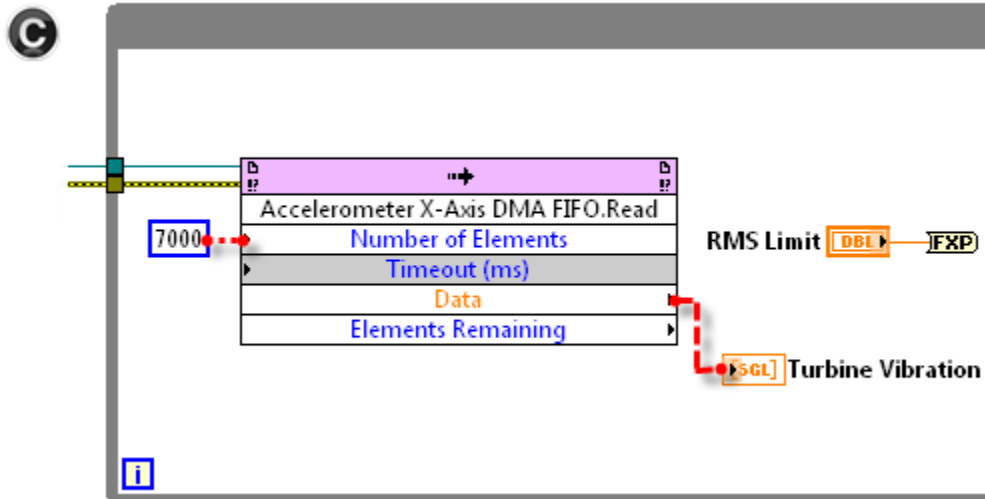 C
Accelerometer X-Axis DMA FIFO.Read
7000
Number of Elements
RMS Limit DBL FXP
Timeout (ms)
Data
Elements Remaining
[SGL] Turbine Vibration
i